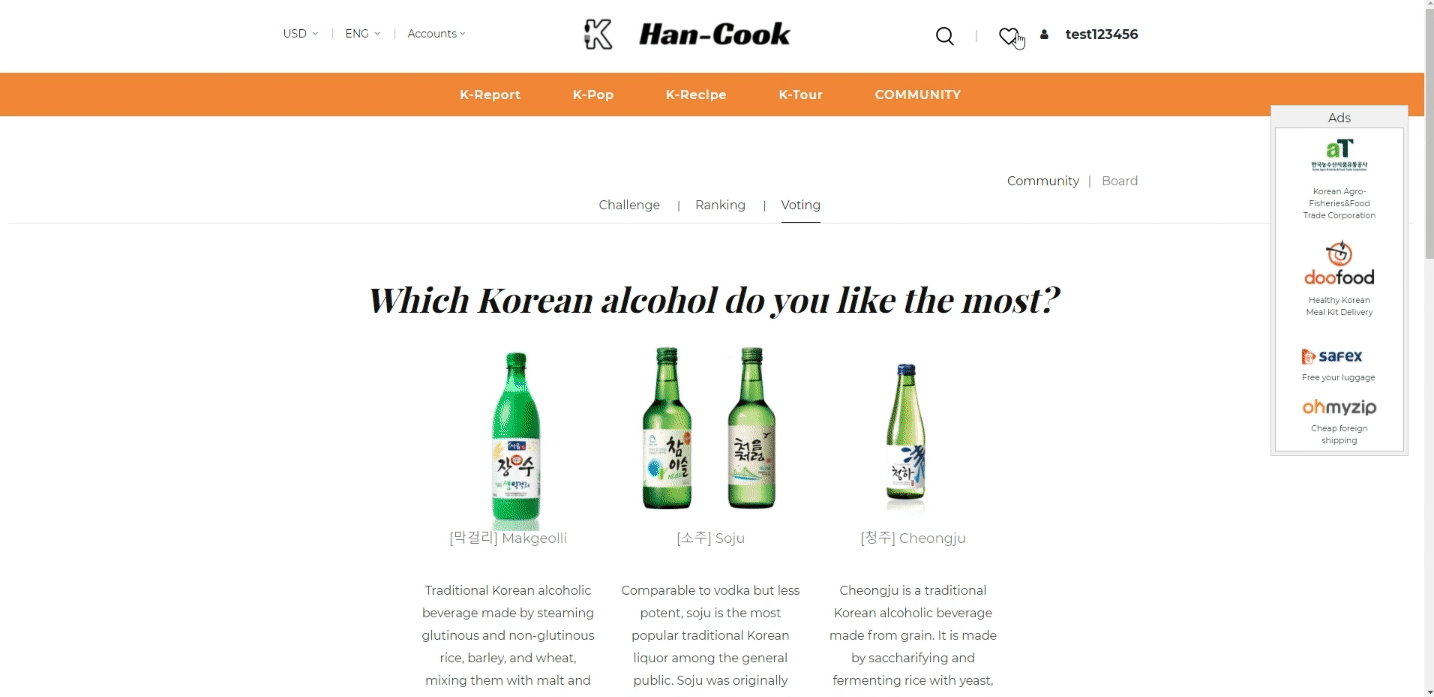 USD | ENG | Accounts
K Han-Cook
test123456
K-Report K-Pop K-Recipe K-Tour COMMUNITY
Community | Board
Challenge | Ranking | Voting
Which Korean alcohol do you like the most?
장수
참이슬
처음처럼
청하
[막걸리] Makgeolli
[소주] Soju
[청주] Cheongju
Traditional Korean alcoholic
beverage made by steaming
glutinous and non-glutinous
rice, barley, and wheat,
mixing them with malt and
Comparable to vodka but less
potent, soju is the most
popular traditional Korean
liquor among the general
public. Soju was originally
Cheongju is a traditional
Korean alcoholic beverage
made from grain. It is made
by saccharifying and
fermenting rice with yeast,
Ads
aT
한국농수산식품유통공사
Korean Agro-
Fisheries&Food
Trade Corporation
doofood
Healthy Korean
Meal Kit Delivery
SAFEX
Free your luggage
ohmyzip
Cheap foreign
shipping